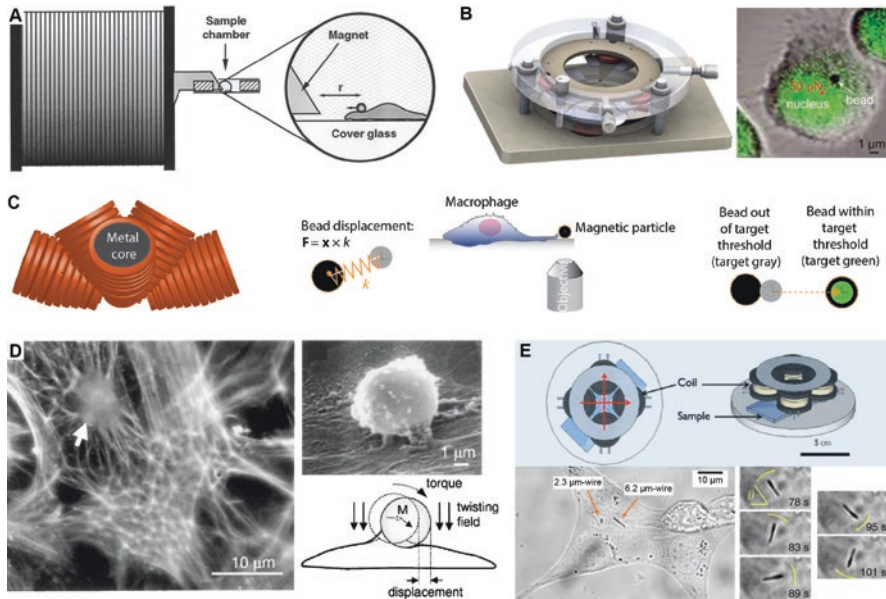 A
Sample
chamber
Magnet
r
Cover glass
B
50 pN
nucleus
bead
1 μm
C
Metal
core
Bead displacement:
F = x × k
k
Macrophage
Magnetic particle
Objective
Bead out
of target
threshold
(target gray)
Bead within
target
threshold
(target green)
D
10 μm
1 μm
torque
M
twisting
field
displacement
E
Coil
Sample
5 cm
2.3 μm-wire
6.2 μm-wire
10 μm
78 s
83 s
89 s
95 s
101 s